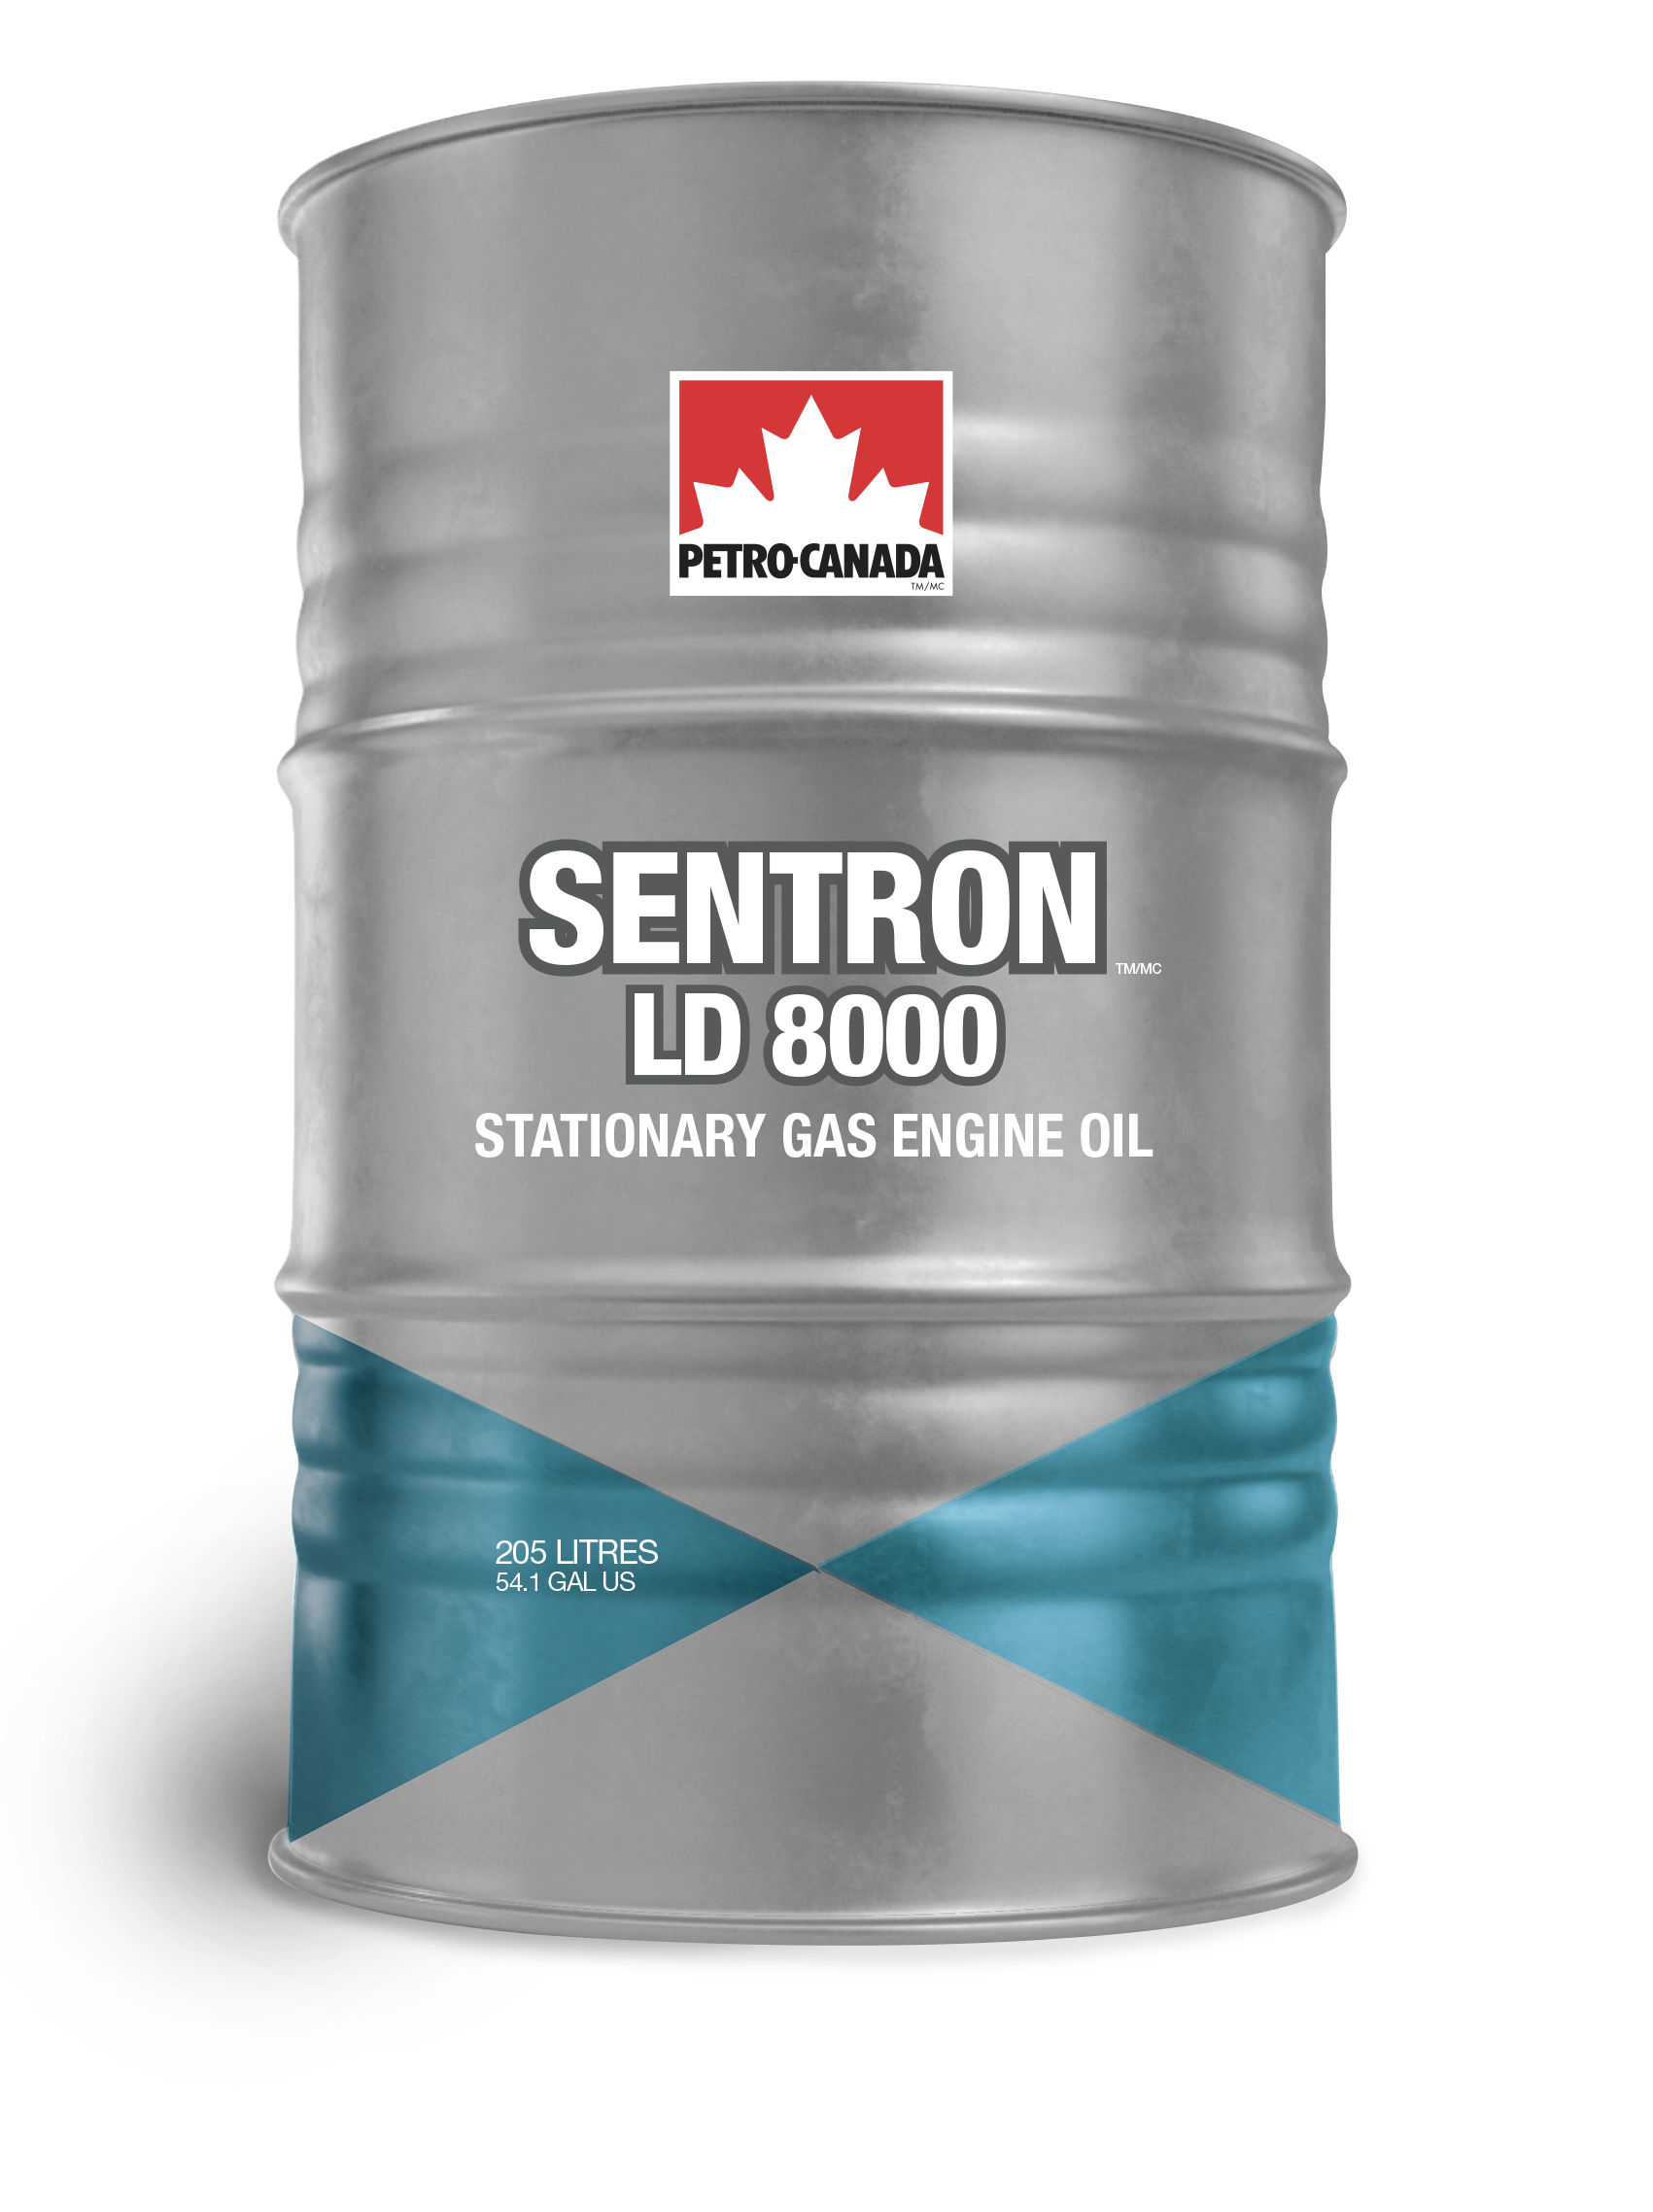 PETRO-CANADA
TM/MC
SENTRON
TM/MC
LD 8000
STATIONARY GAS ENGINE OIL
205 LITRES
54.1 GAL US